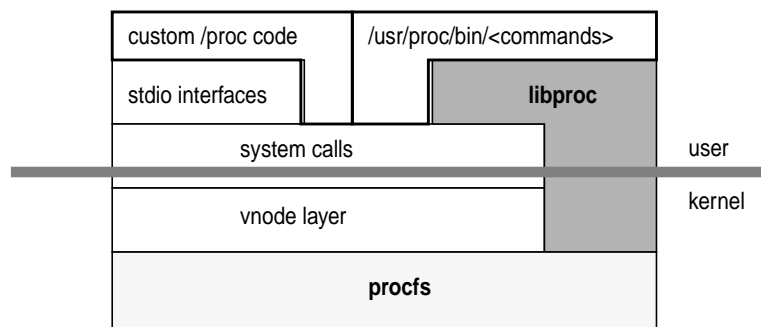 custom /proc code
/usr/proc/bin/<commands>
stdio interfaces
libproc
system calls
user
kernel
vnode layer
procfs